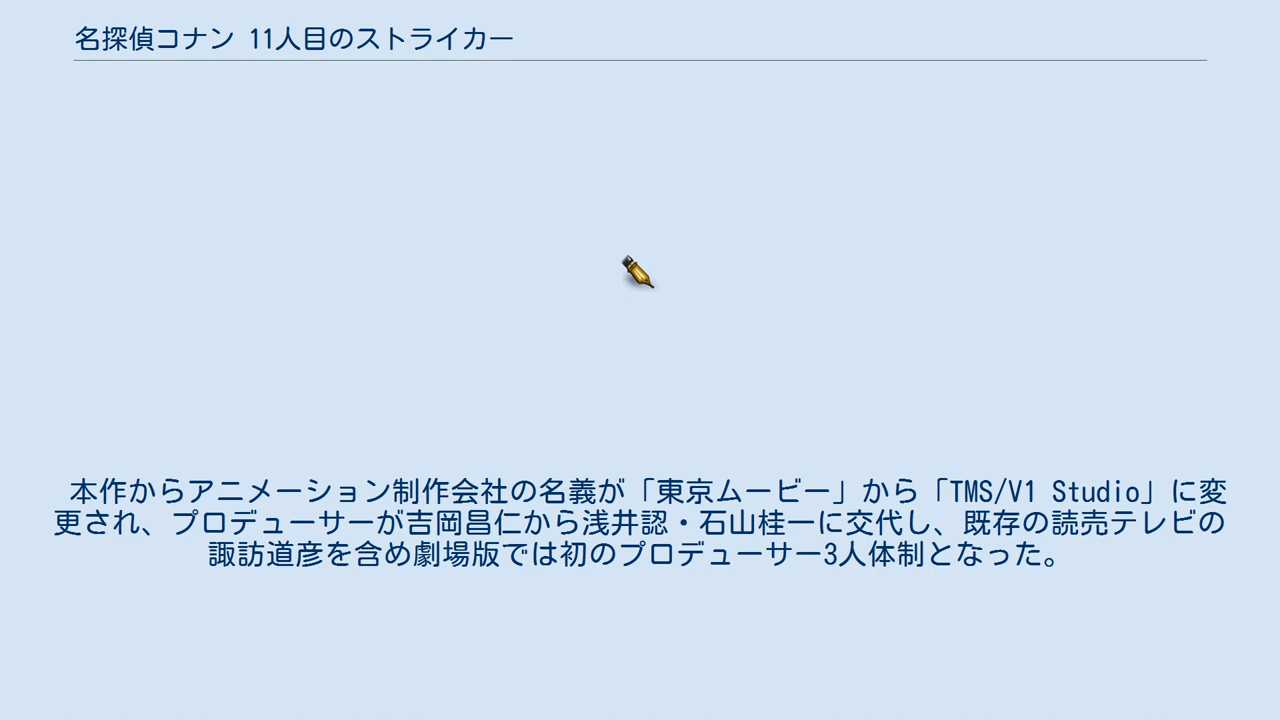 名探偵コナン 11人目のストライカー
本作からアニメーション制作会社の名義が「東京ムービー」から「TMS/V1 Studio」に変
更され、プロデューサーが吉岡昌仁から浅井認・石山桂一に交代し、既存の読売テレビの
諏訪道彦を含め劇場版では初のプロデューサー3人体制となった。